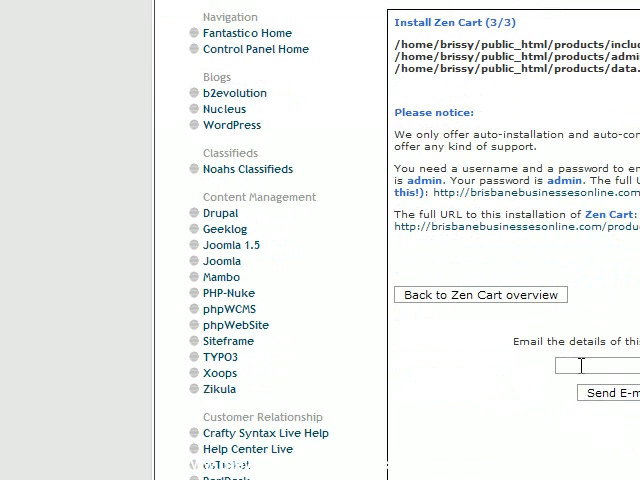 Navigation
Fantastico Home
Control Panel Home
Blogs
b2evolution
Nucleus
WordPress
Classifieds
Noahs Classifieds
Content Management
Drupal
Geeklog
Joomla 1.5
Joomla
Mambo
PHP-Nuke
phpWCMS
phpWebSite
Siteframe
TYPO3
Xoops
Zikula
Customer Relationship
Crafty Syntax Live Help
Help Center Live
Install Zen Cart (3/3)
/home/brissy/public_html/products/inclu
/home/brissy/public_html/products/admi
/home/brissy/public_html/products/data.
Please notice:
We only offer auto-installation and auto-con
offer any kind of support.
You need a username and a password to en
is admin. Your password is admin. The full U
this!): http://brisbanebusinessesonline.com
The full URL to this installation of Zen Cart:
http://brisbanebusinessesonline.com/produ
Back to Zen Cart overview
Email the details of this
Send E-m